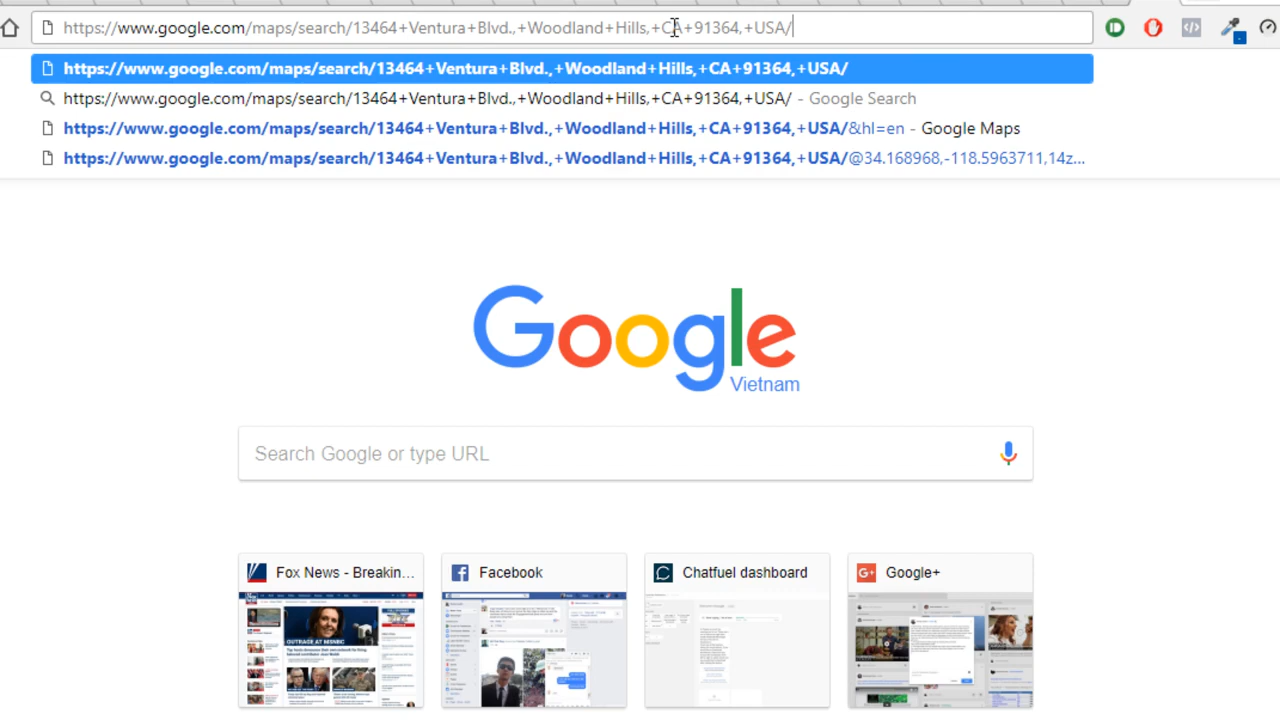 https://www.google.com/maps/search/13464+Ventura+Blvd.,+Woodland+Hills,+CA+91364,+USA/
https://www.google.com/maps/search/13464+Ventura+Blvd.,+Woodland+Hills,+CA+91364,+USA/
https://www.google.com/maps/search/13464+Ventura+Blvd.,+Woodland+Hills,+CA+91364,+USA/ - Google Search
https://www.google.com/maps/search/13464+Ventura+Blvd.,+Woodland+Hills,+CA+91364,+USA/&hl=en - Google Maps
https://www.google.com/maps/search/13464+Ventura+Blvd.,+Woodland+Hills,+CA+91364,+USA/@34.168968,-118.5963711,14z...
Google
Vietnam
Search Google or type URL
Fox News - Breakin...
Facebook
Chatfuel dashboard
G+ Google+
OUTRAGE AT MSNBC